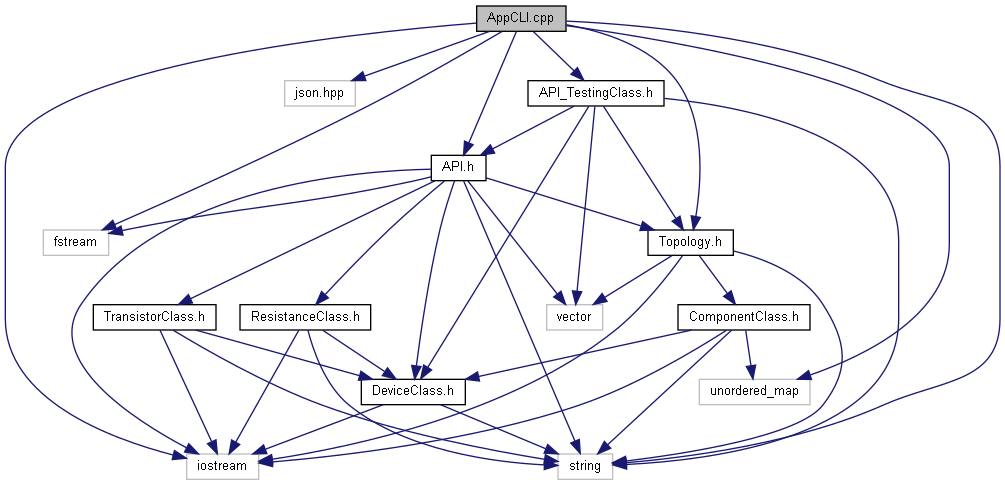 AppCLI.cpp
json.hpp
API_TestingClass.h
API.h
fstream
Topology.h
TransistorClass.h
ResistanceClass.h
vector
ComponentClass.h
DeviceClass.h
unordered_map
iostream
string